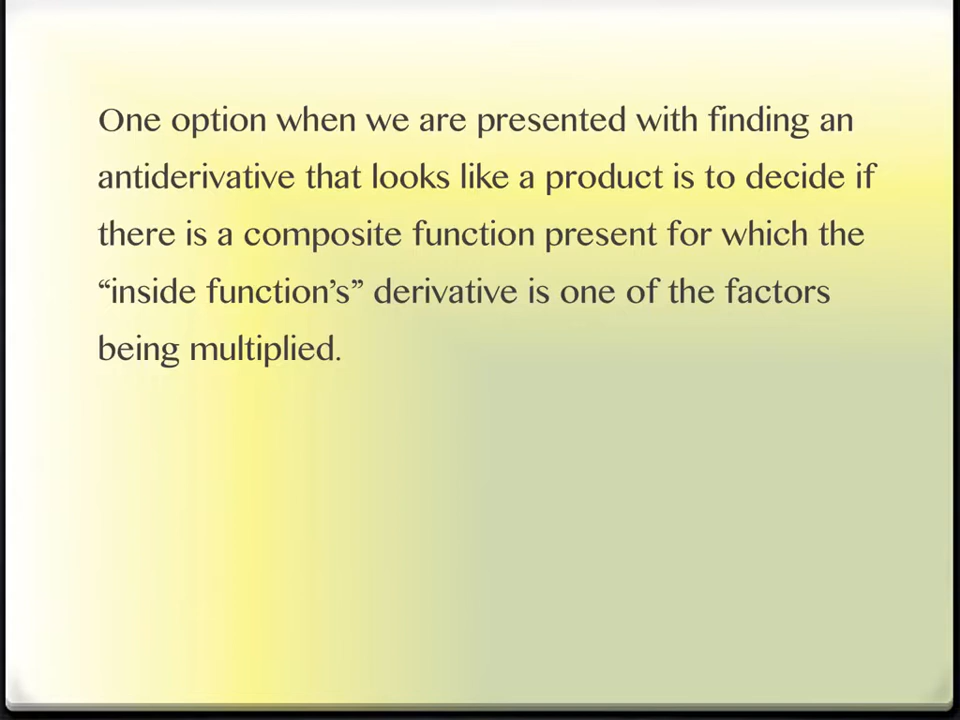 One option when we are presented with finding an
antiderivative that looks like a product is to decide if
there is a composite function present for which the
“inside function’s” derivative is one of the factors
being multiplied.